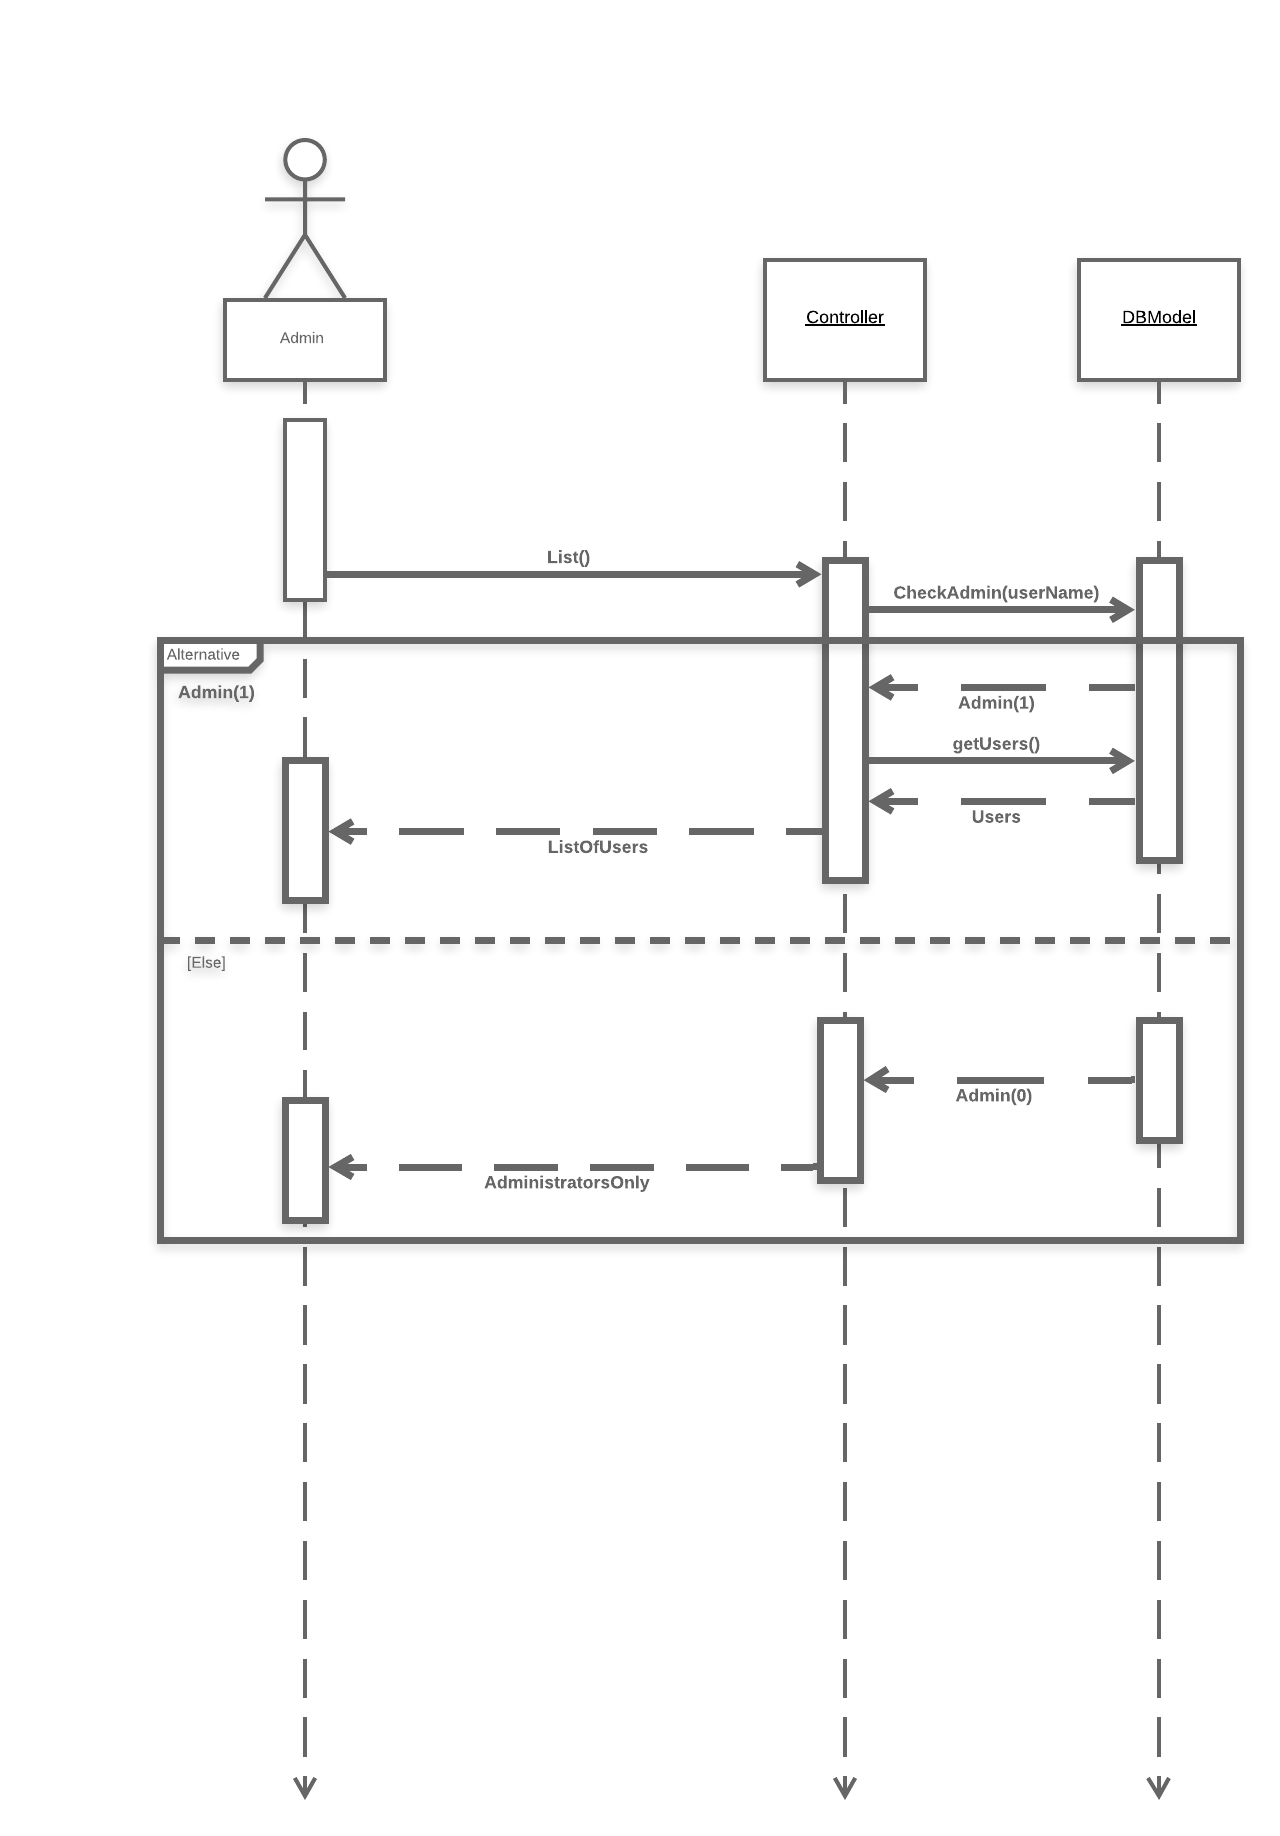 Admin
Controller
DBModel
List()
CheckAdmin(userName)
Alternative
Admin(1)
Admin(1)
getUsers()
Users
ListOfUsers
[Else]
Admin(0)
AdministratorsOnly